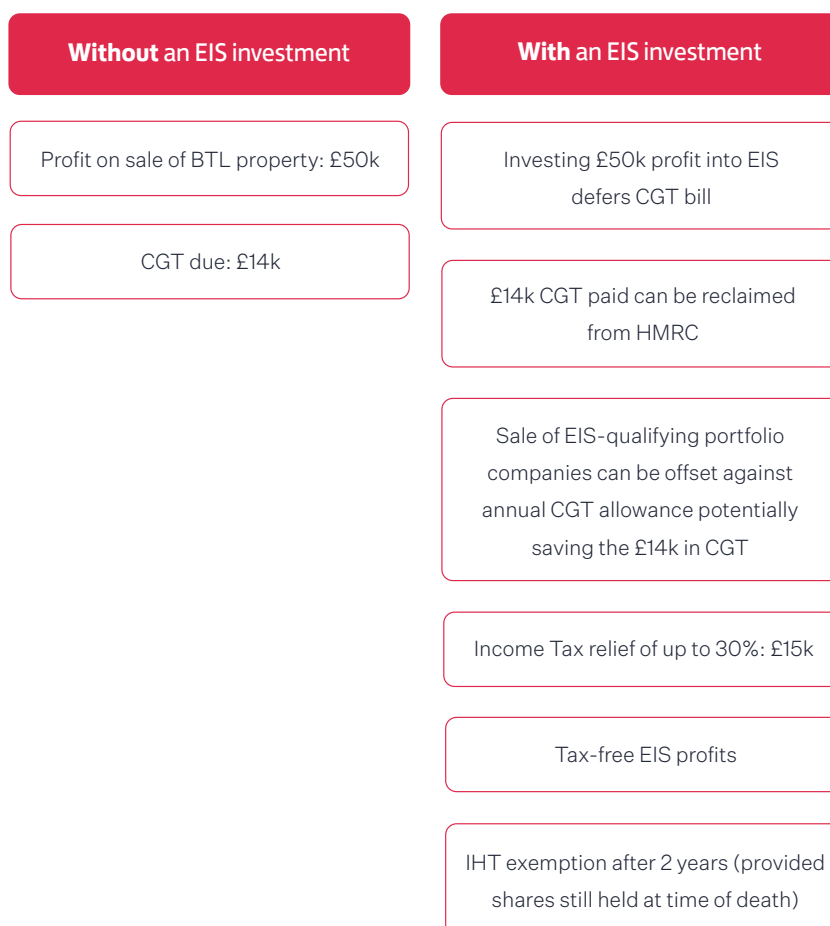 Without an EIS investment
Profit on sale of BTL property: £50k
CGT due: £14k
With an EIS investment
Investing £50k profit into EIS
defers CGT bill
£14k CGT paid can be reclaimed
from HMRC
Sale of EIS-qualifying portfolio
companies can be offset against
annual CGT allowance potentially
saving the £14k in CGT
Income Tax relief of up to 30%: £15k
Tax-free EIS profits
IHT exemption after 2 years (provided
shares still held at time of death)